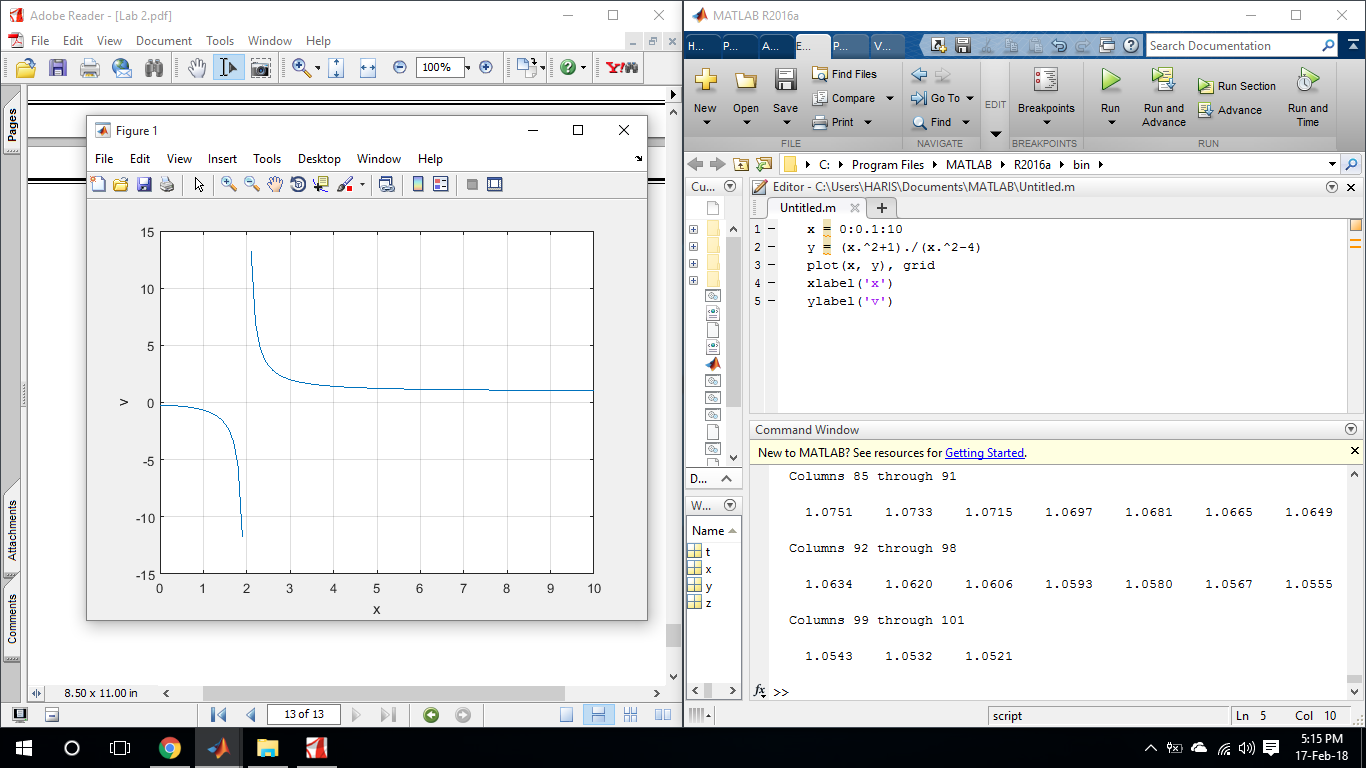 Adobe Reader - [Lab 2.pdf]
File Edit View Document Tools Window Help
100%
Y!
Pages
Attachments
Comments
Figure 1
File Edit View Insert Tools Desktop Window Help
15
10
5
0
-5
-10
-15
0 1 2 3 4 5 6 7 8 9 10
v
x
8.50 x 11.00 in
13 of 13
MATLAB R2016a
H... P... A... E... P... V...
Search Documentation
New Open Save
Find Files
Compare
Print
FILE
Go To
Find
NAVIGATE
EDIT
Breakpoints
BREAKPOINTS
Run
Run and Advance
Run Section
Advance
Run and Time
RUN
C: Program Files MATLAB R2016a bin
Cu...
D...
W...
Name
t
x
y
z
Editor - C:\Users\HARIS\Documents\MATLAB\Untitled.m
Untitled.m
1 x = 0:0.1:10
2 y = (x.^2+1)./(x.^2-4)
3 plot(x, y), grid
4 xlabel('x')
5 ylabel('v')
Command Window
New to MATLAB? See resources for Getting Started.
Columns 85 through 91
1.0751 1.0733 1.0715 1.0697 1.0681 1.0665 1.0649
Columns 92 through 98
1.0634 1.0620 1.0606 1.0593 1.0580 1.0567 1.0555
Columns 99 through 101
1.0543 1.0532 1.0521
fx >>
script
Ln 5 Col 10
5:15 PM
17-Feb-18